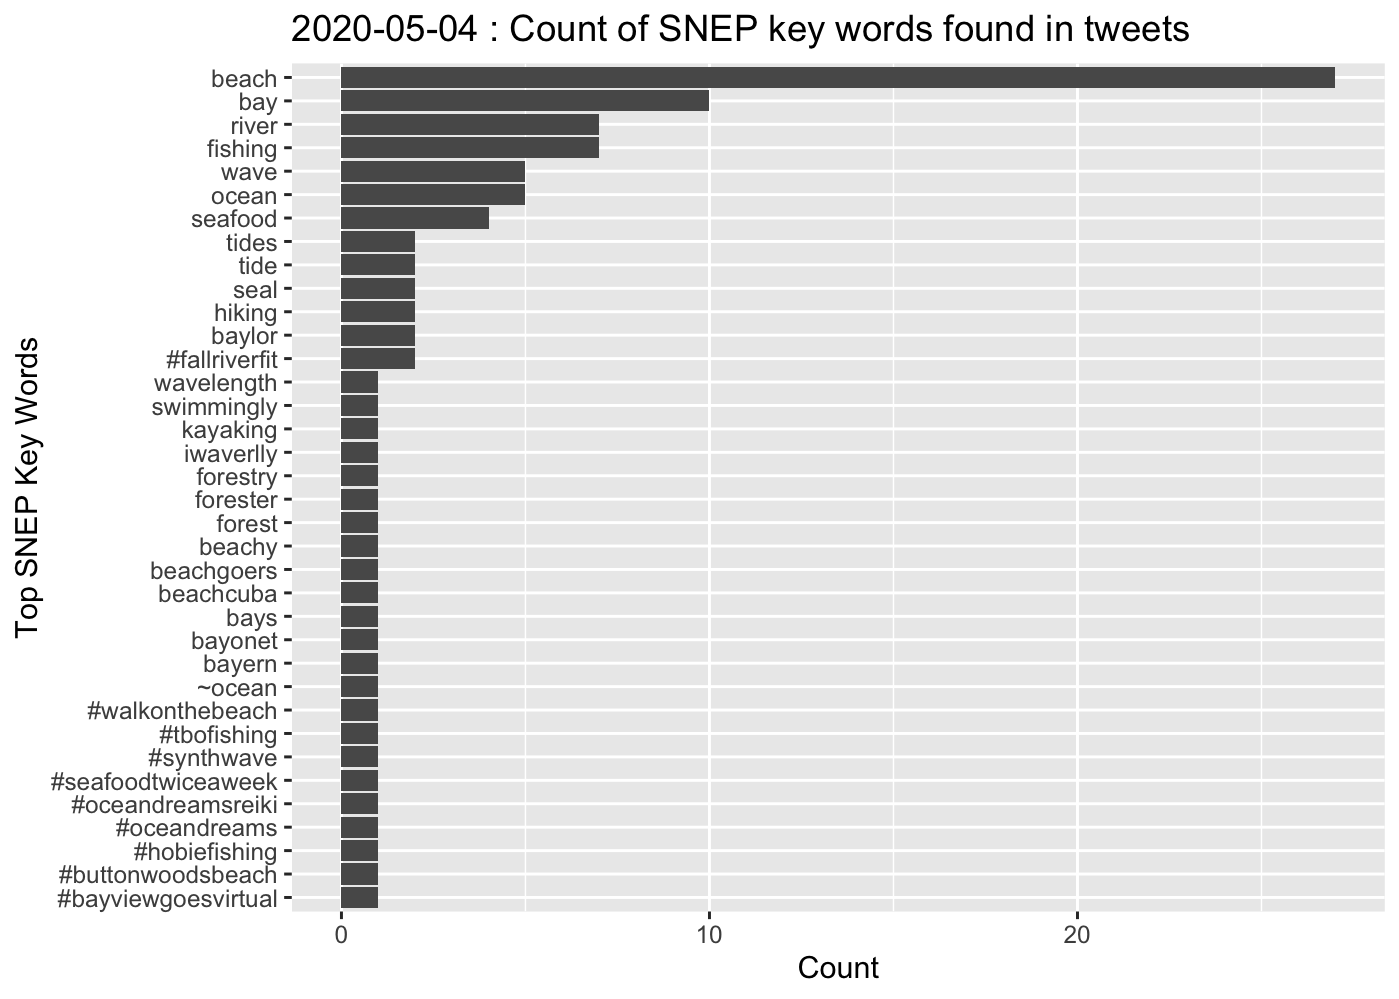 2020-05-04 : Count of SNEP key words found in tweets
beach
bay
river
fishing
wave
ocean
seafood
tides
tide
seal
hiking
baylor
#fallriverfit
wavelength
swimmingly
kayaking
iwaverlly
forestry
forester
forest
beachy
beachgoers
beachcuba
bays
bayonet
bayern
~ocean
#walkonthebeach
#tbofishing
#synthwave
#seafoodtwiceaweek
#oceandreamsreiki
#oceandreams
#hobiefishing
#buttonwoodsbeach
#bayviewgoesvirtual
Top SNEP Key Words
0 10 20
Count